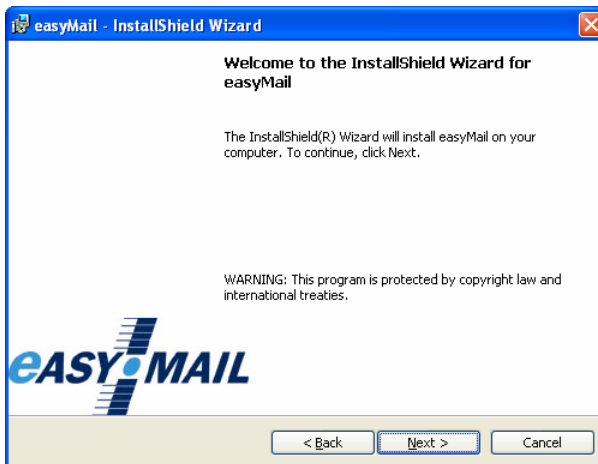 easyMail - InstallShield Wizard
Welcome to the InstallShield Wizard for
easyMail
The InstallShield(R) Wizard will install easyMail on your
computer. To continue, click Next.
WARNING: This program is protected by copyright law and
international treaties.
eASY MAIL
< Back
Next >
Cancel